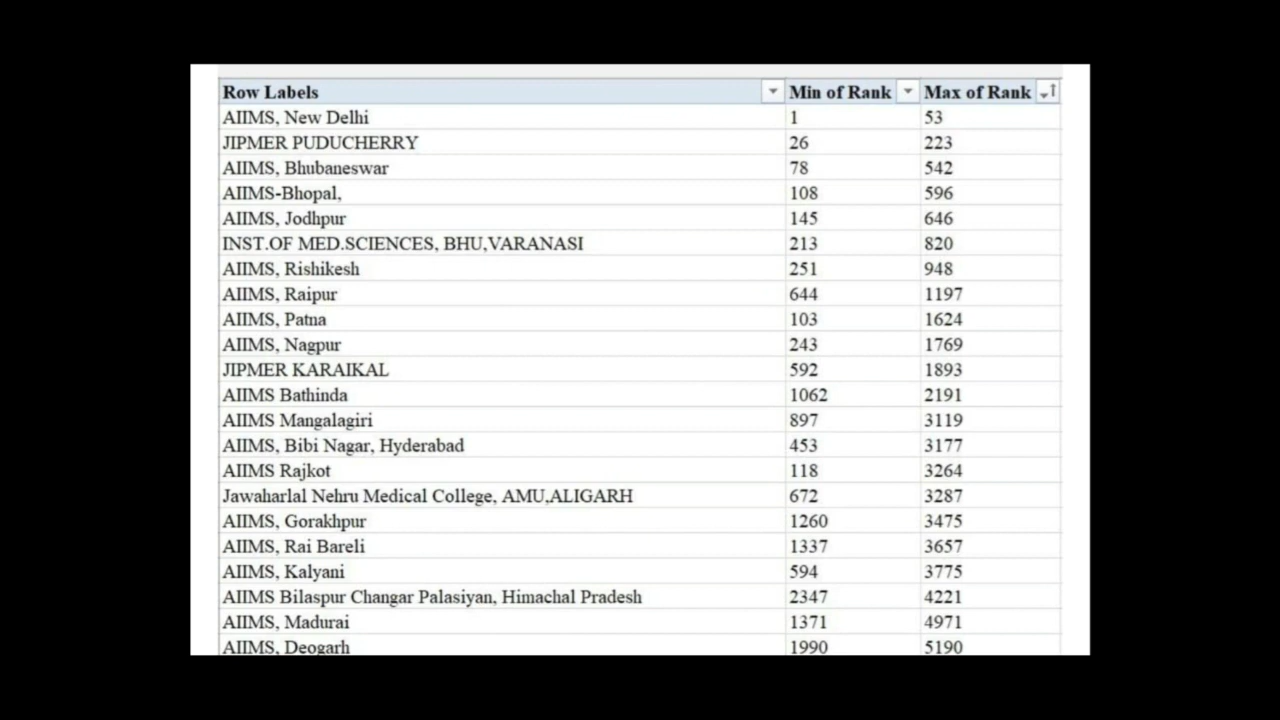 Row Labels Min of Rank Max of Rank
AIIMS, New Delhi 1 53
JIPMER PUDUCHERRY 26 223
AIIMS, Bhubaneswar 78 542
AIIMS-Bhopal, 108 596
AIIMS, Jodhpur 145 646
INST.OF MED.SCIENCES, BHU,VARANASI 213 820
AIIMS, Rishikesh 251 948
AIIMS, Raipur 644 1197
AIIMS, Patna 103 1624
AIIMS, Nagpur 243 1769
JIPMER KARAIKAL 592 1893
AIIMS Bathinda 1062 2191
AIIMS Mangalagiri 897 3119
AIIMS, Bibi Nagar, Hyderabad 453 3177
AIIMS Rajkot 118 3264
Jawaharlal Nehru Medical College, AMU,ALIGARH 672 3287
AIIMS, Gorakhpur 1260 3475
AIIMS, Rai Bareli 1337 3657
AIIMS, Kalyani 594 3775
AIIMS Bilaspur Changar Palasiyan, Himachal Pradesh 2347 4221
AIIMS, Madurai 1371 4971
AIIMS, Deogarh 1990 5190